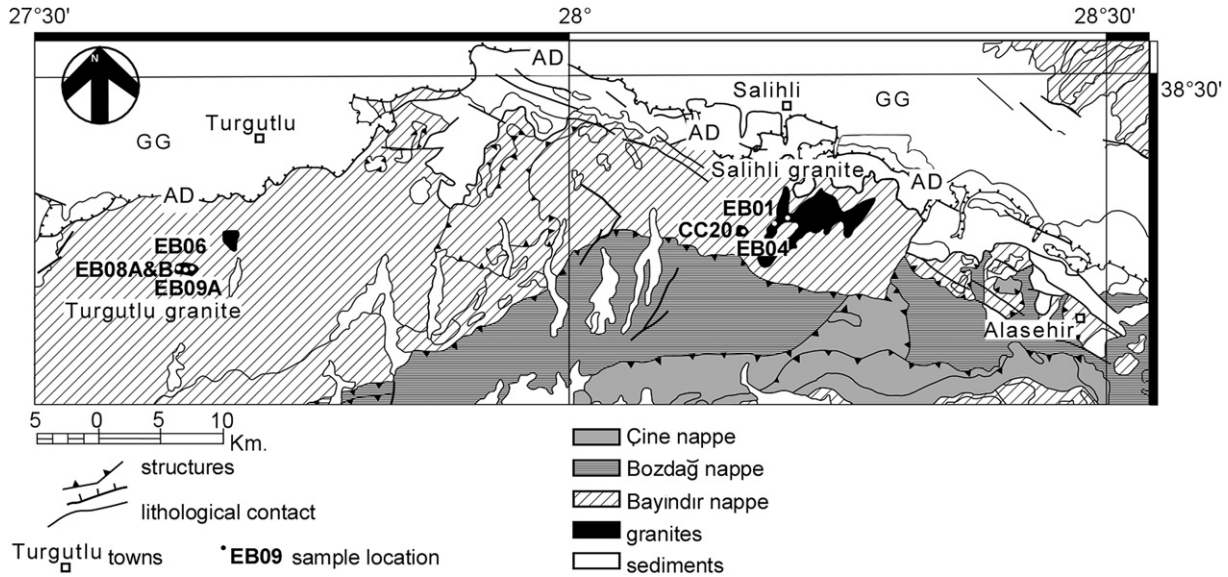 27°30' 28° 28°30'
N
AD
Salihli
38°30'
GG
Turgutlu
GG
AD
Salihli granite
AD
AD
EB01
CC20
EB04
EB06
EB08A&B
EB09A
Turgutlu granite
Alasehir
5 0 5 10
Km.
structures
lithological contact
Turgutlu towns
EB09 sample location
Çine nappe
Bozdağ nappe
Bayındır nappe
granites
sediments